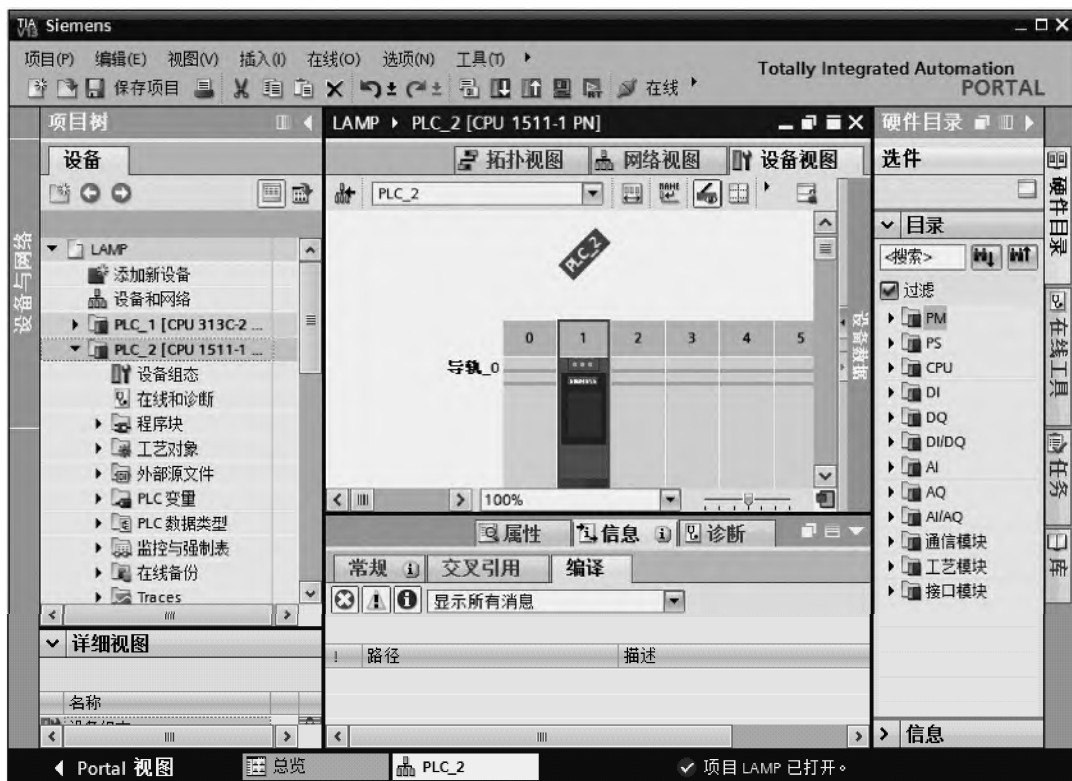 TIA V13 Siemens
项目(P) 编辑(E) 视图(V) 插入(I) 在线(O) 选项(N) 工具(T)
Totally Integrated Automation
PORTAL
保存项目 在线
项目树
设备
设备与网络
LAMP
添加新设备
设备和网络
PLC_1 [CPU 313C-2 ...
PLC_2 [CPU 1511-1 ...
设备组态
在线和诊断
程序块
工艺对象
外部源文件
PLC 变量
PLC 数据类型
监控与强制表
在线备份
Traces
详细视图
名称
设备组态
LAMP PLC_2 [CPU 1511-1 PN]
拓扑视图 网络视图 设备视图
PLC_2
PLC_2
0 1 2 3 4 5
导轨_0
SIEMENS
设备数据
100%
属性 信息 诊断
常规 交叉引用 编译
显示所有消息
! 路径 描述
硬件目录
选件
目录
<搜索>
过滤
PM
PS
CPU
DI
DQ
DI/DQ
AI
AQ
AI/AQ
通信模块
工艺模块
接口模块
信息
硬件目录
在线工具
任务
库
Portal 视图 总览 PLC_2 项目 LAMP 已打开。